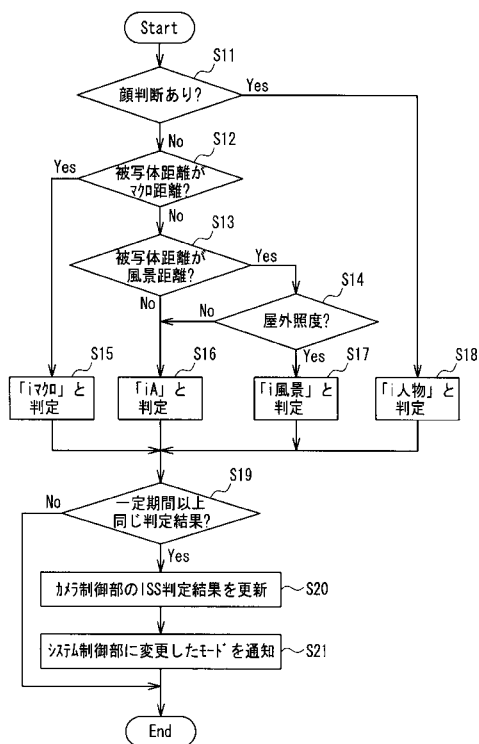 Start
S11
顔判断あり?
Yes
No
S12
Yes
被写体距離が
マクロ距離?
No
S13
被写体距離が
風景距離?
Yes
No
S14
No
屋外照度?
Yes
S15
S16
S17
S18
「iマクロ」と
判定
「iA」と
判定
「i風景」と
判定
「i人物」と
判定
S19
No
一定期間以上
同じ判定結果?
Yes
カメラ制御部のISS判定結果を更新
S20
システム制御部に変更したモードを通知
S21
End